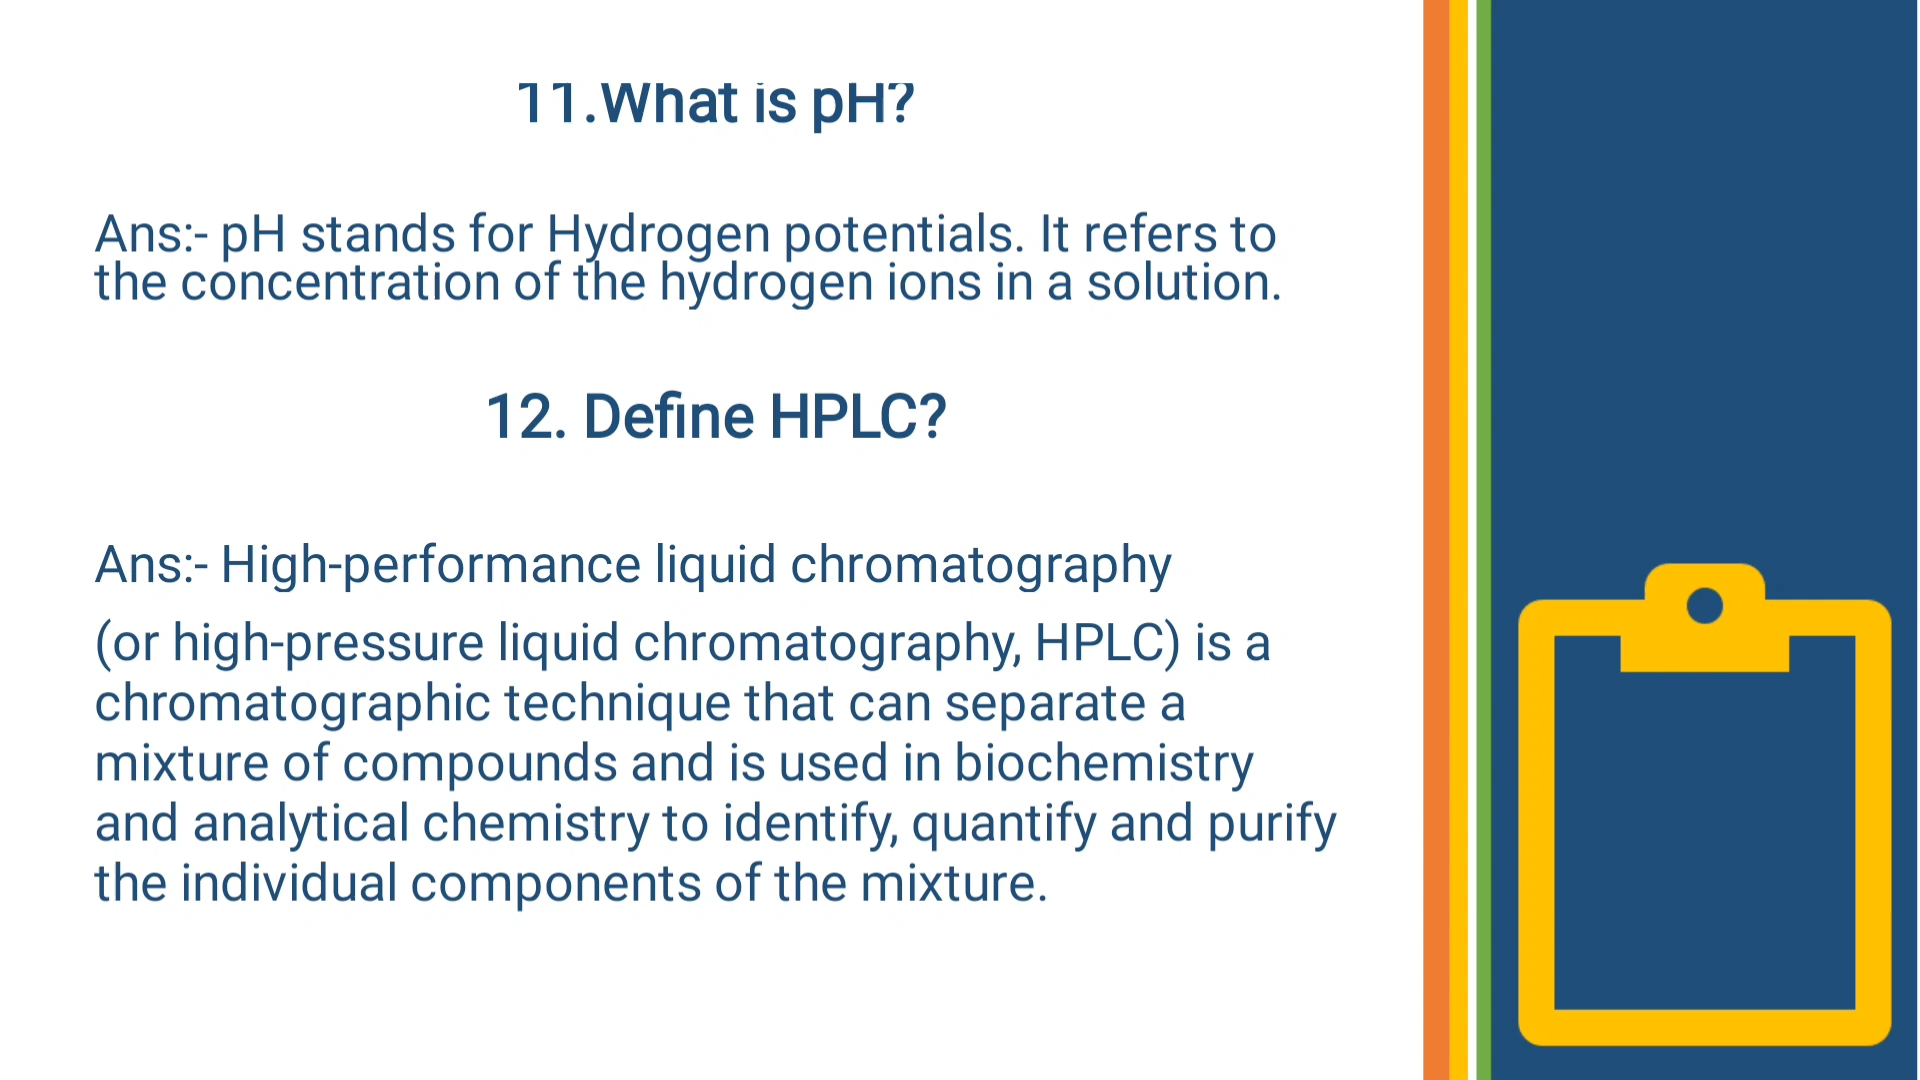 11.What is pH?
Ans:- pH stands for Hydrogen potentials. It refers to
the concentration of the hydrogen ions in a solution.
12. Define HPLC?
Ans:- High-performance liquid chromatography
(or high-pressure liquid chromatography, HPLC) is a
chromatographic technique that can separate a
mixture of compounds and is used in biochemistry
and analytical chemistry to identify, quantify and purify
the individual components of the mixture.